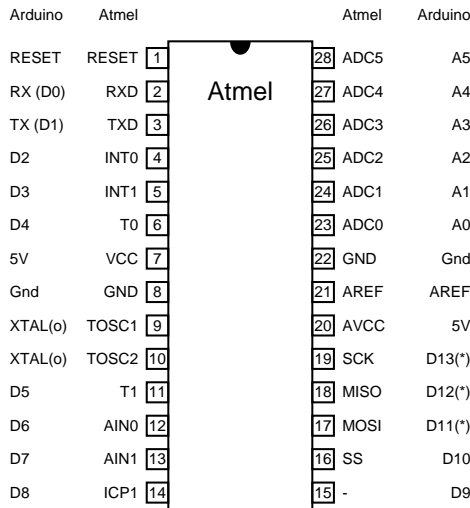 Arduino Atmel Atmel Arduino
RESET RESET 1 28 ADC5 A5
RX (D0) RXD 2 Atmel 27 ADC4 A4
TX (D1) TXD 3 26 ADC3 A3
D2 INT0 4 25 ADC2 A2
D3 INT1 5 24 ADC1 A1
D4 T0 6 23 ADC0 A0
5V VCC 7 22 GND Gnd
Gnd GND 8 21 AREF AREF
XTAL(o) TOSC1 9 20 AVCC 5V
XTAL(o) TOSC2 10 19 SCK D13(*)
D5 T1 11 18 MISO D12(*)
D6 AIN0 12 17 MOSI D11(*)
D7 AIN1 13 16 SS D10
D8 ICP1 14 15 - D9